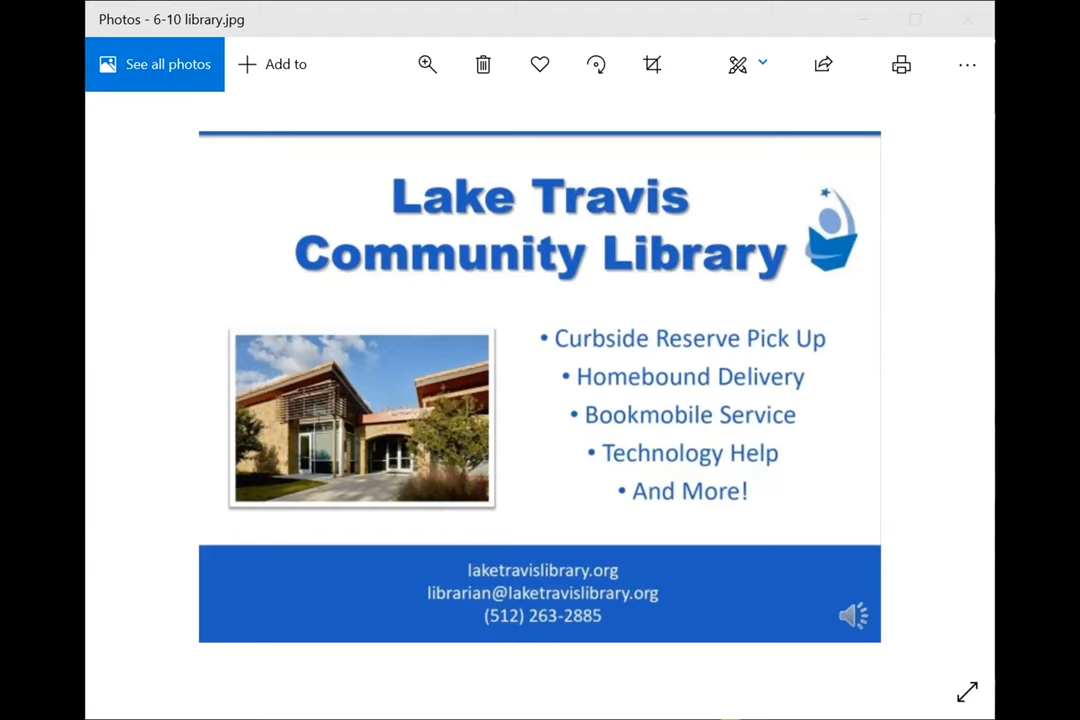 Photos - 6-10 library.jpg
See all photos
Add to
Lake Travis
Community Library
• Curbside Reserve Pick Up
• Homebound Delivery
• Bookmobile Service
• Technology Help
• And More!
laketravislibrary.org
librarian@laketravislibrary.org
(512) 263-2885